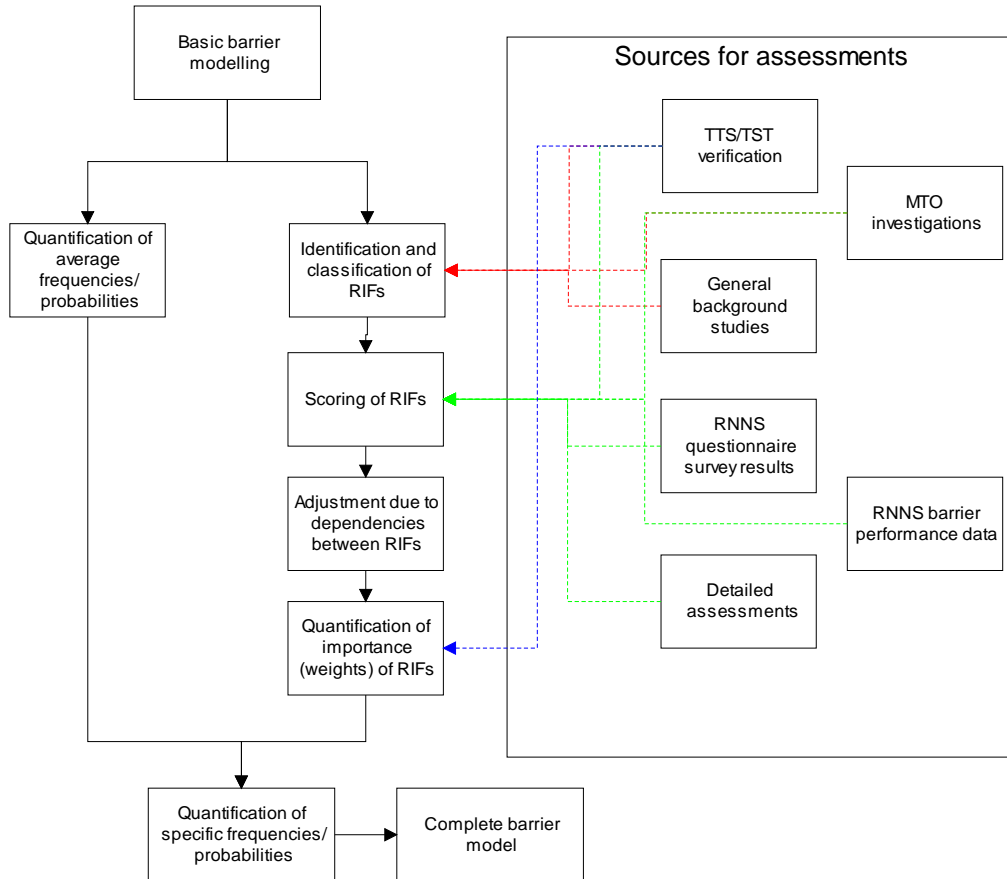 Basic barrier
modelling
Sources for assessments
TTS/TST
verification
MTO
investigations
Quantification of
average
frequencies/
probabilities
Identification and
classification of
RIFs
General
background
studies
Scoring of RIFs
RNNS
questionnaire
survey results
Adjustment due to
dependencies
between RIFs
RNNS barrier
performance data
Detailed
assessments
Quantification of
importance
(weights) of RIFs
Quantification of
specific frequencies/
probabilities
Complete barrier
model